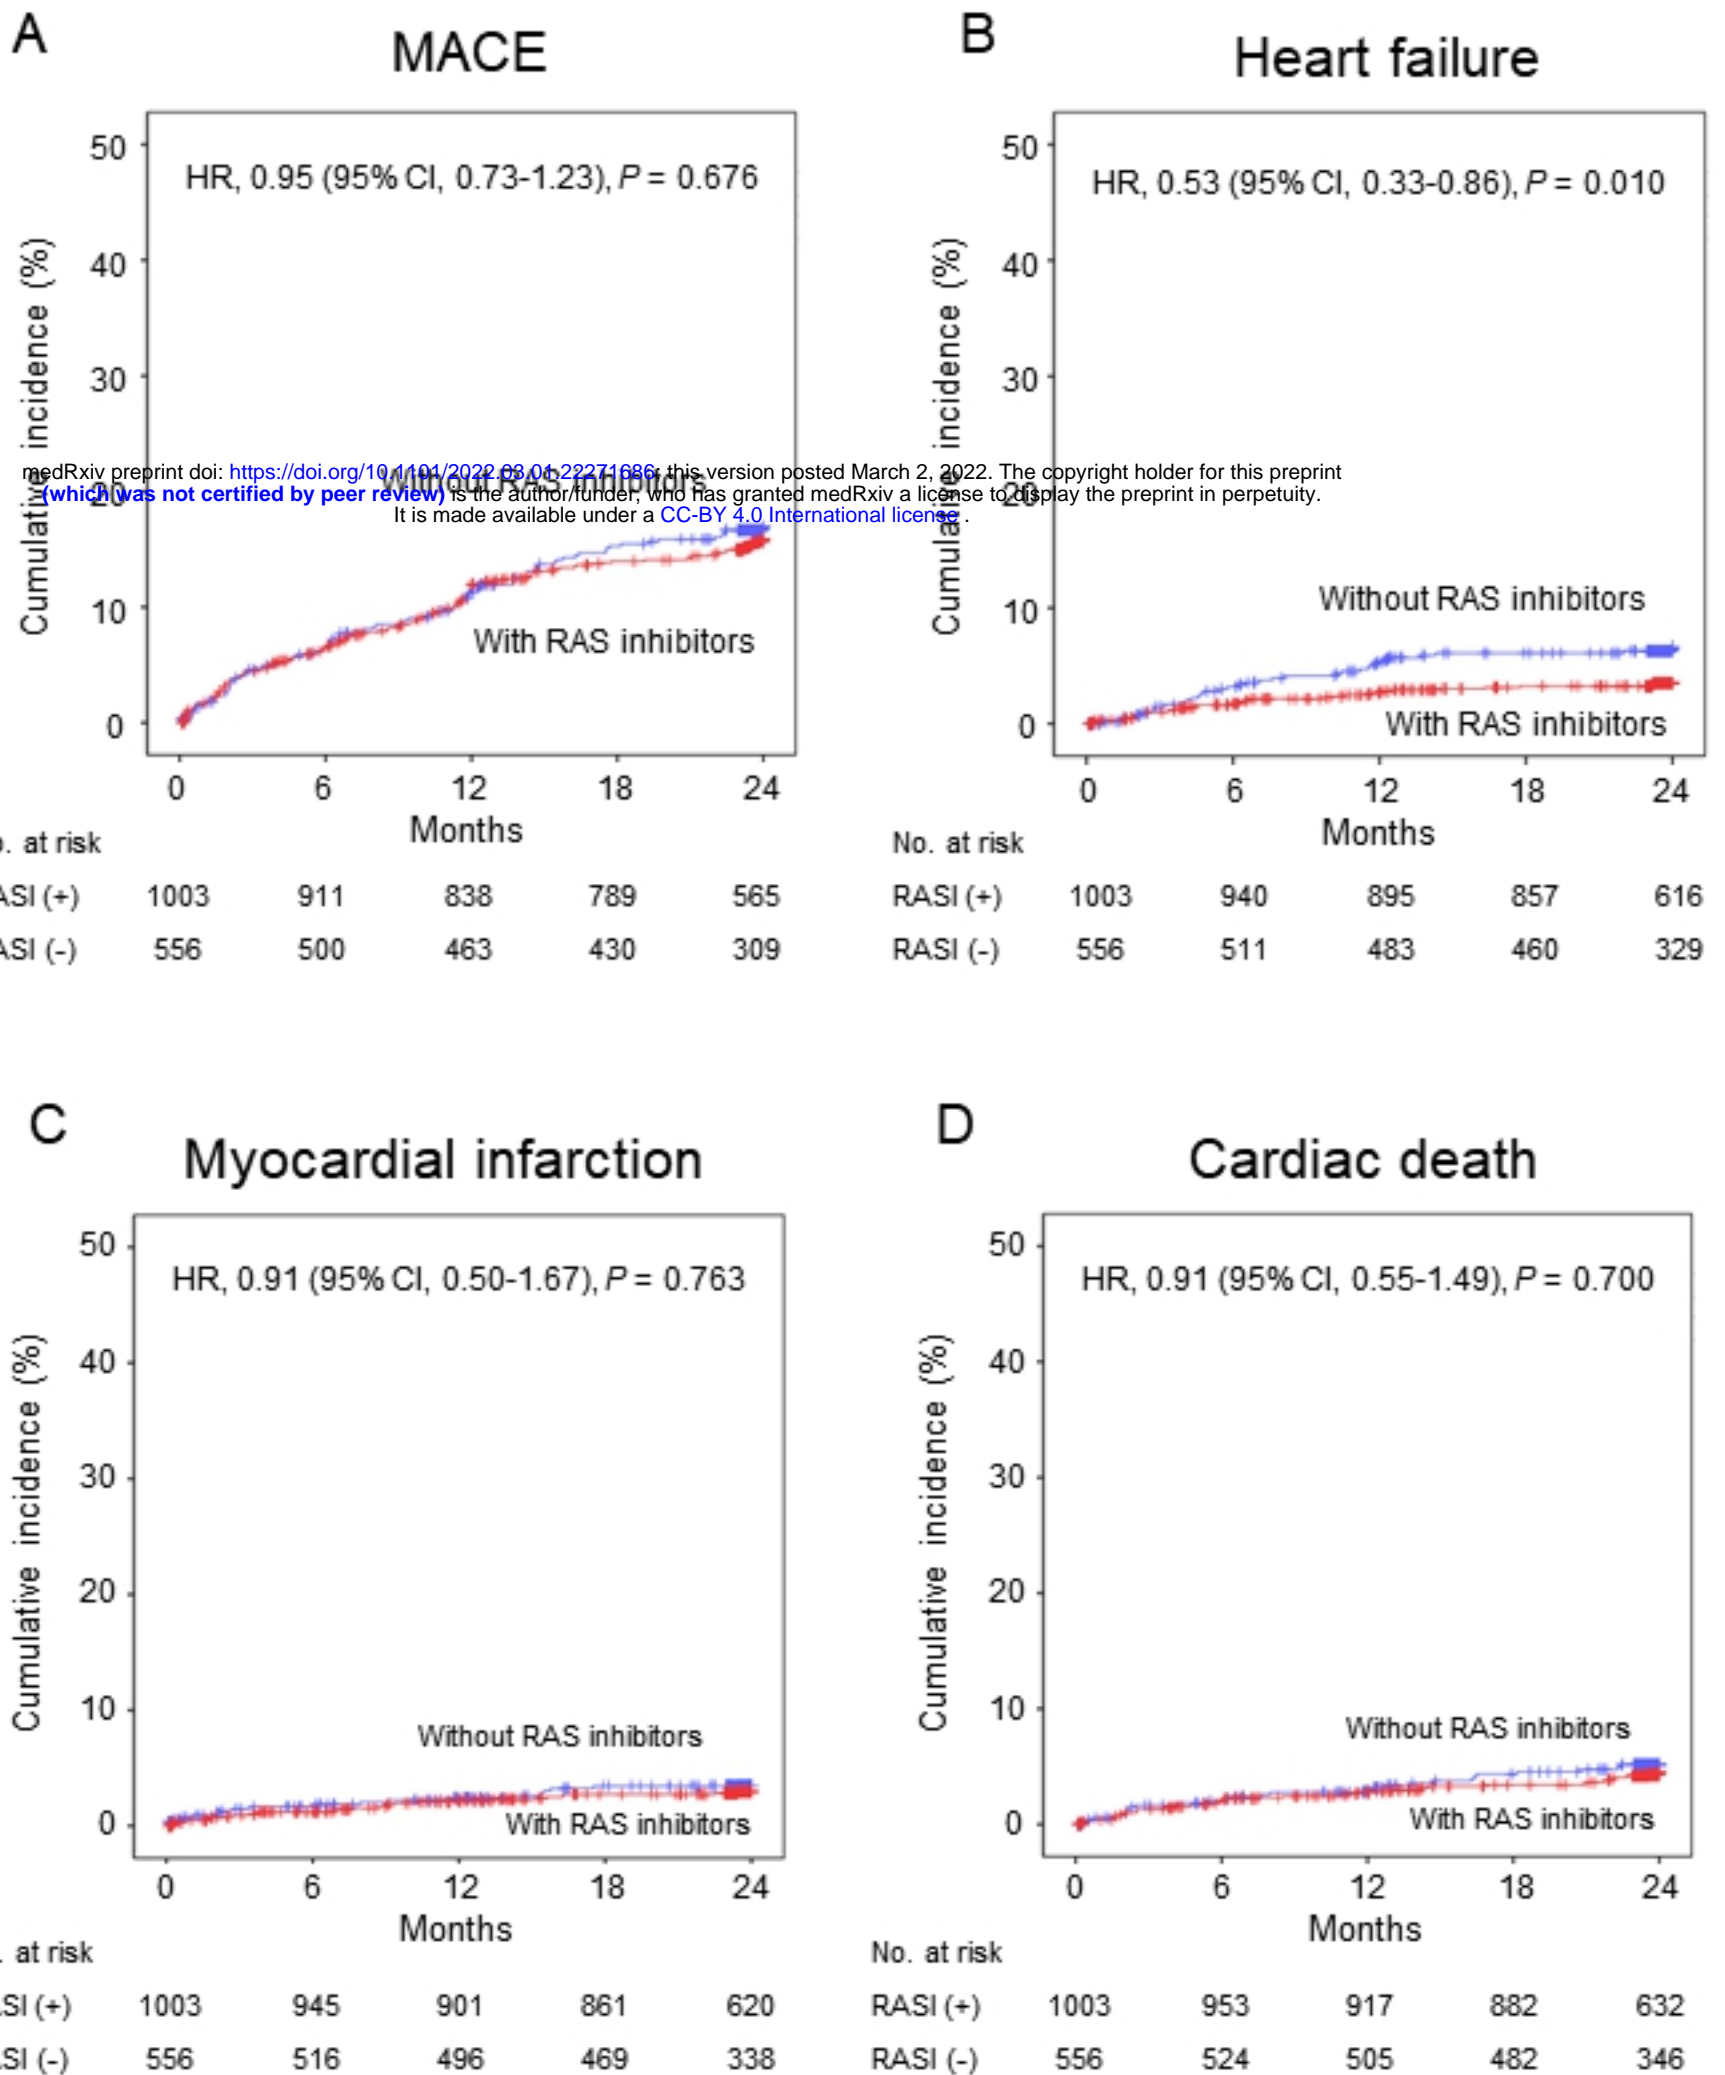 A
MACE
50
40
30
20
10
0
Cumulative incidence (%)
HR, 0.95 (95% CI, 0.73-1.23), P = 0.676
Without RAS inhibitors
With RAS inhibitors
0 6 12 18 24
Months
. at risk
ASI (+) 1003 911 838 789 565
ASI (-) 556 500 463 430 309
B
Heart failure
50
40
30
20
10
0
Cumulative incidence (%)
HR, 0.53 (95% CI, 0.33-0.86), P = 0.010
Without RAS inhibitors
With RAS inhibitors
0 6 12 18 24
Months
No. at risk
RASI (+) 1003 940 895 857 616
RASI (-) 556 511 483 460 329
medRxiv preprint doi: https://doi.org/10.1101/2022.03.01.22271686; this version posted March 2, 2022. The copyright holder for this preprint
(which was not certified by peer review) is the author/funder, who has granted medRxiv a license to display the preprint in perpetuity.
It is made available under a CC-BY 4.0 International license .
C
Myocardial infarction
50
40
30
20
10
0
Cumulative incidence (%)
HR, 0.91 (95% CI, 0.50-1.67), P = 0.763
Without RAS inhibitors
With RAS inhibitors
0 6 12 18 24
Months
. at risk
SI (+) 1003 945 901 861 620
SI (-) 556 516 496 469 338
D
Cardiac death
50
40
30
20
10
0
Cumulative incidence (%)
HR, 0.91 (95% CI, 0.55-1.49), P = 0.700
Without RAS inhibitors
With RAS inhibitors
0 6 12 18 24
Months
No. at risk
RASI (+) 1003 953 917 882 632
RASI (-) 556 524 505 482 346